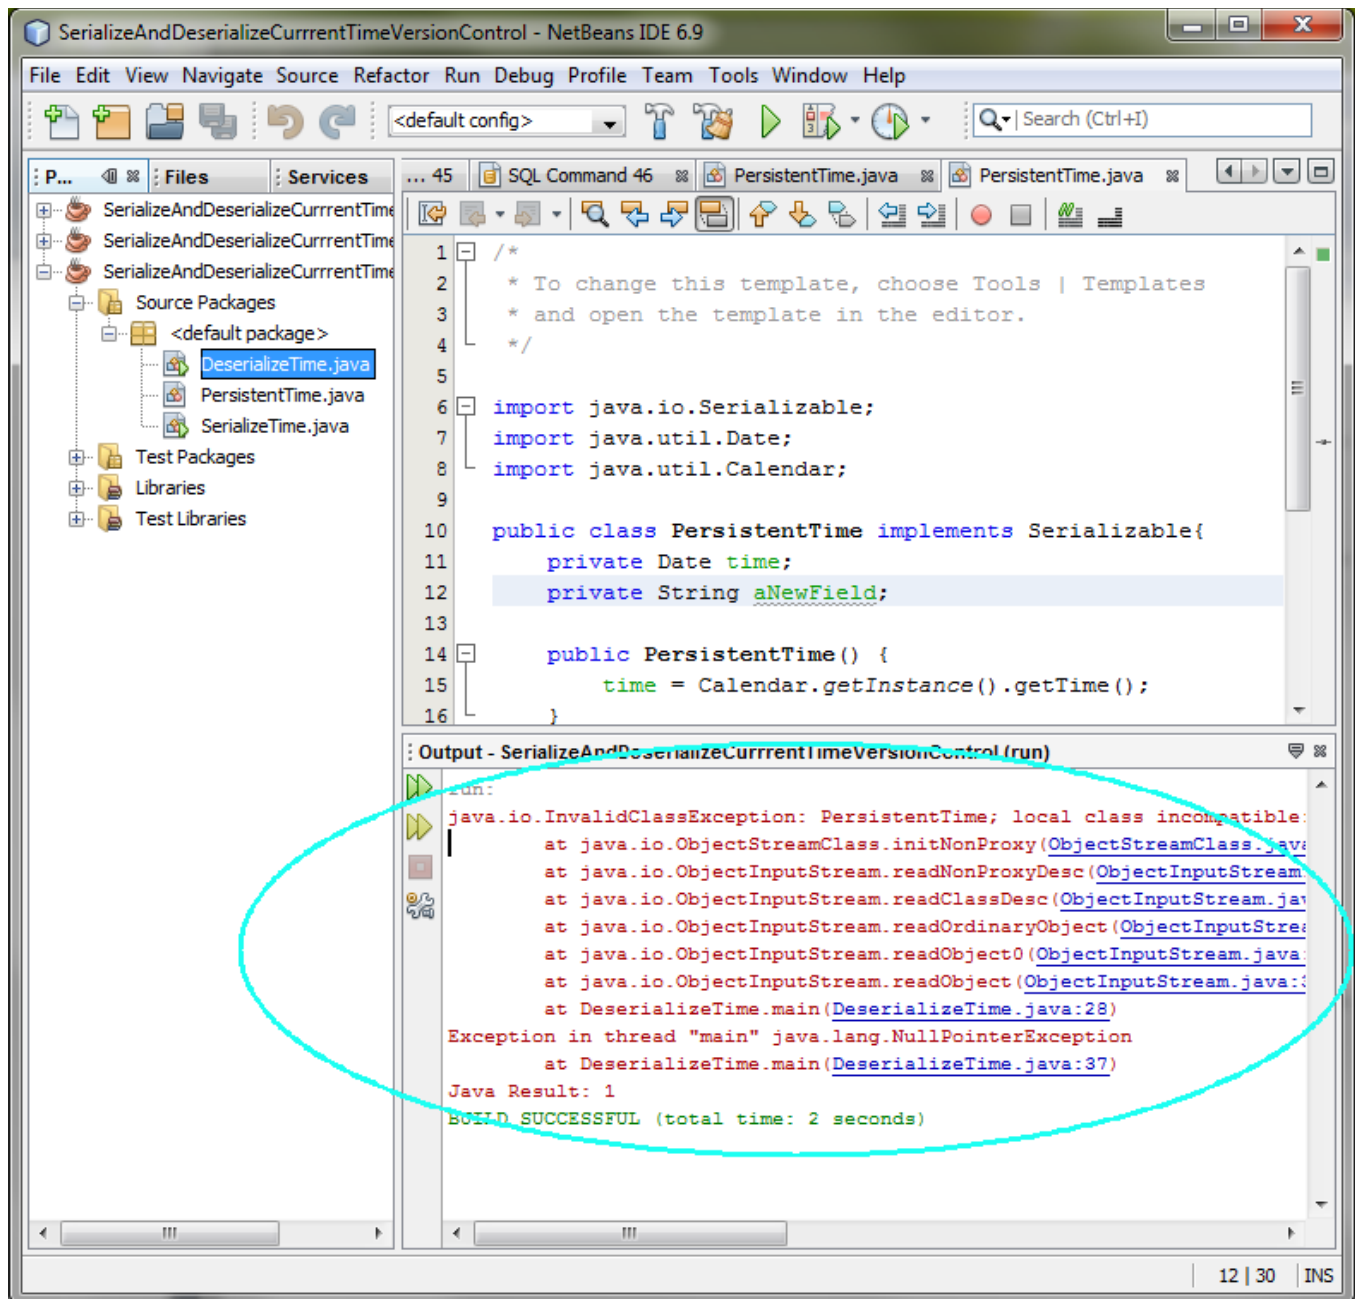 SerializeAndDeserializeCurrrentTimeVersionControl - NetBeans IDE 6.9
File Edit View Navigate Source Refactor Run Debug Profile Team Tools Window Help
<default config>
Search (Ctrl+I)
P... Files Services
... 45 SQL Command 46 PersistentTime.java PersistentTime.java
SerializeAndDeserializeCurrrentTime
SerializeAndDeserializeCurrrentTime
SerializeAndDeserializeCurrrentTime
Source Packages
<default package>
DeserializeTime.java
PersistentTime.java
SerializeTime.java
Test Packages
Libraries
Test Libraries
1 /*
2 * To change this template, choose Tools | Templates
3 * and open the template in the editor.
4 */
5
6 import java.io.Serializable;
7 import java.util.Date;
8 import java.util.Calendar;
9
10 public class PersistentTime implements Serializable{
11 private Date time;
12 private String aNewField;
13
14 public PersistentTime() {
15 time = Calendar.getInstance().getTime();
16 }
Output - SerializeAndDeserializeCurrrentTimeVersionControl (run)
run:
java.io.InvalidClassException: PersistentTime; local class incompatible:
at java.io.ObjectStreamClass.initNonProxy(ObjectStreamClass.java
at java.io.ObjectInputStream.readNonProxyDesc(ObjectInputStream.
at java.io.ObjectInputStream.readClassDesc(ObjectInputStream.jav
at java.io.ObjectInputStream.readOrdinaryObject(ObjectInputStrea
at java.io.ObjectInputStream.readObject0(ObjectInputStream.java:
at java.io.ObjectInputStream.readObject(ObjectInputStream.java:3
at DeserializeTime.main(DeserializeTime.java:28)
Exception in thread "main" java.lang.NullPointerException
at DeserializeTime.main(DeserializeTime.java:37)
Java Result: 1
BUILD SUCCESSFUL (total time: 2 seconds)
12 | 30 INS